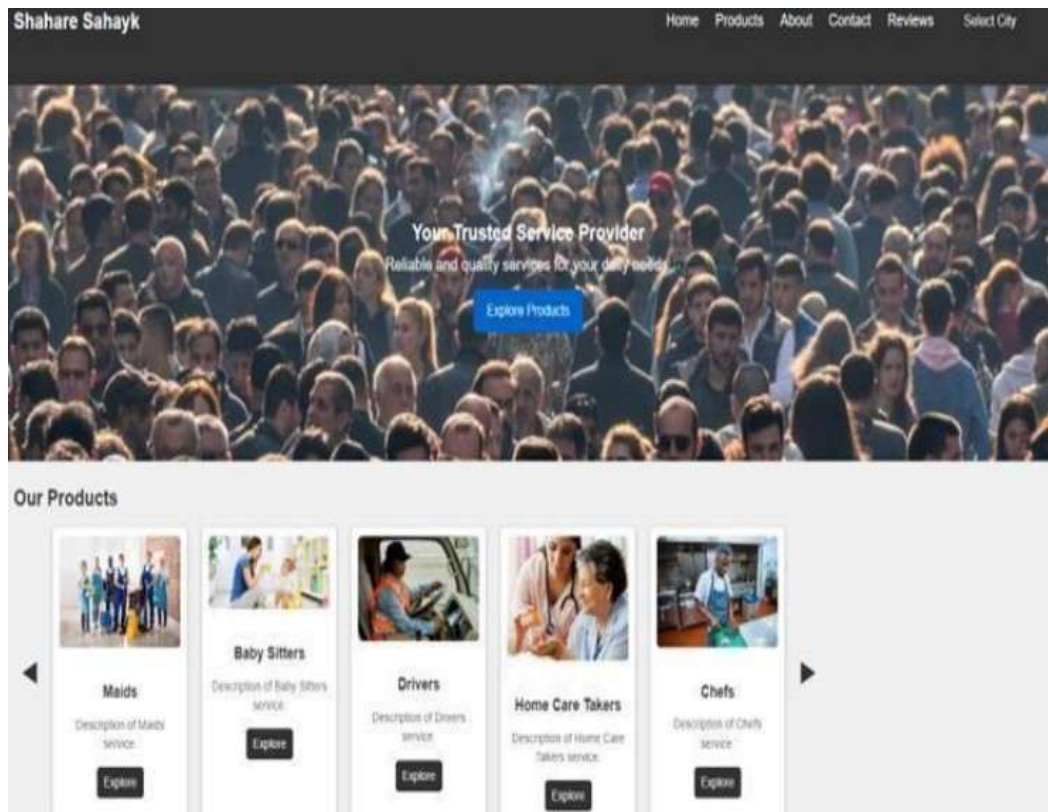 Shahare Sahayk
Home Products About Contact Reviews Select City
Your Trusted Service Provider
Reliable and quality services for your daily needs...
Explore Products
Our Products
Maids
Description of Maids
service.
Explore
Baby Sitters
Description of Baby Sitters
service.
Explore
Drivers
Description of Drivers
service.
Explore
Home Care Takers
Description of Home Care
Takers service.
Explore
Chefs
Description of Chefs
service.
Explore